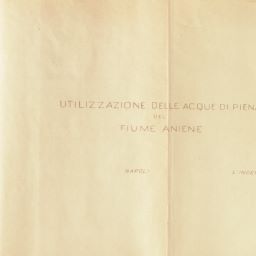 UTILIZZAZIONE DELLE ACQUE DI PIENA
DEL
FIUME ANIENE
NAPOLI